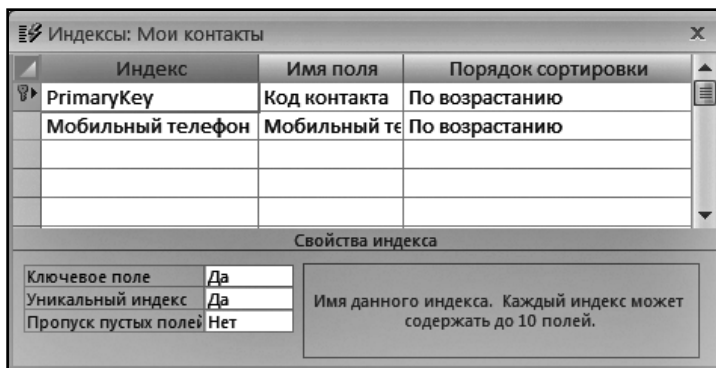 Индексы: Мои контакты
Индекс Имя поля Порядок сортировки
PrimaryKey Код контакта По возрастанию
Мобильный телефон Мобильный те По возрастанию
Свойства индекса
Ключевое поле Да
Уникальный индекс Да
Пропуск пустых полей Нет
Имя данного индекса. Каждый индекс может
содержать до 10 полей.